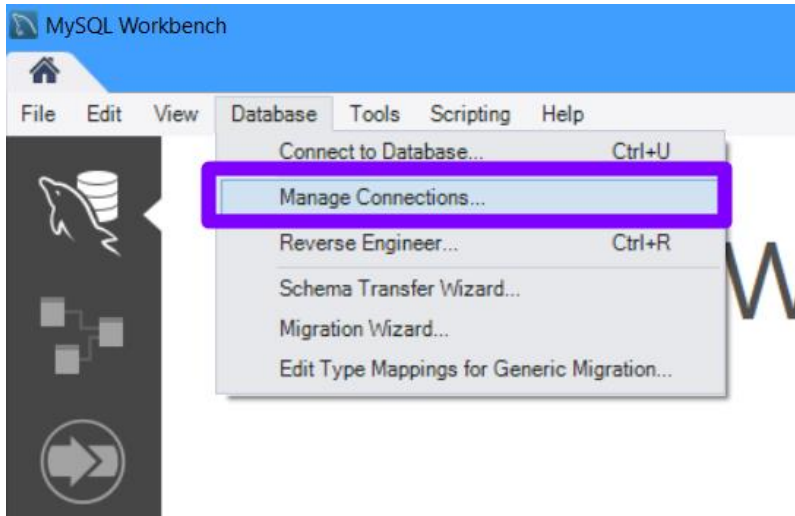 MySQL Workbench
File Edit View Database Tools Scripting Help
Connect to Database... Ctrl+U
Manage Connections...
Reverse Engineer... Ctrl+R
Schema Transfer Wizard...
Migration Wizard...
Edit Type Mappings for Generic Migration...
W